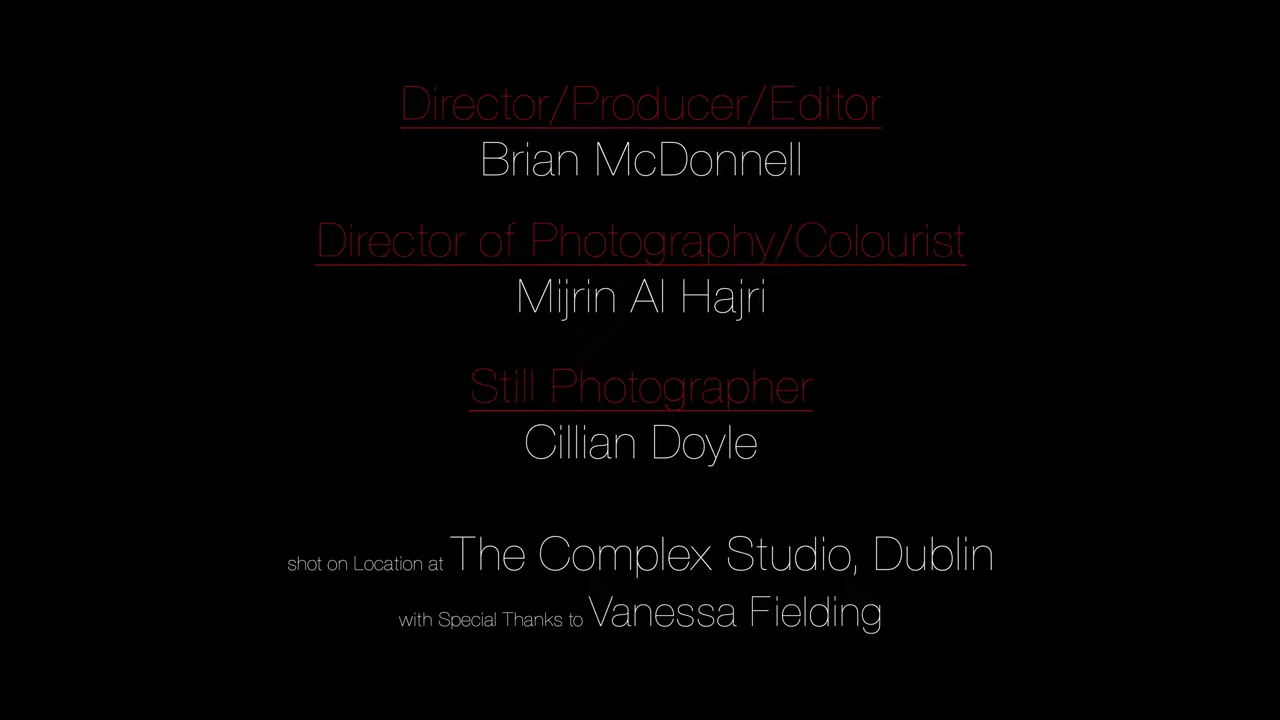 Director/Producer/Editor
Brian McDonnell
Director of Photography/Colourist
Mijrin Al Hajri
Still Photographer
Cillian Doyle
shot on Location at The Complex Studio, Dublin
with Special Thanks to Vanessa Fielding